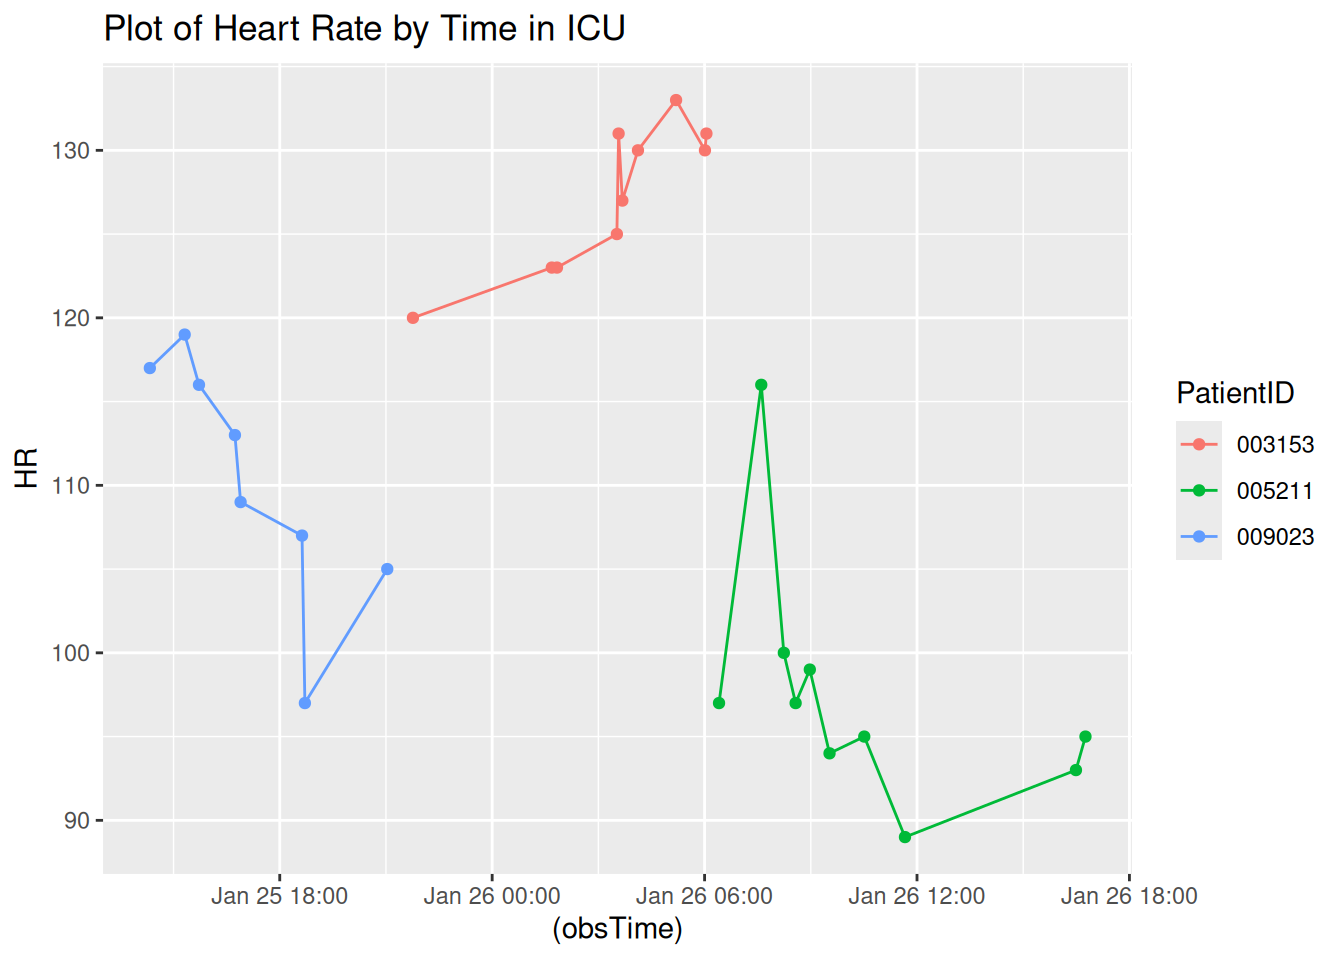 Plot of Heart Rate by Time in ICU
HR
130
120
110
100
90
Jan 25 18:00
Jan 26 00:00
Jan 26 06:00
Jan 26 12:00
Jan 26 18:00
(obsTime)
PatientID
003153
005211
009023